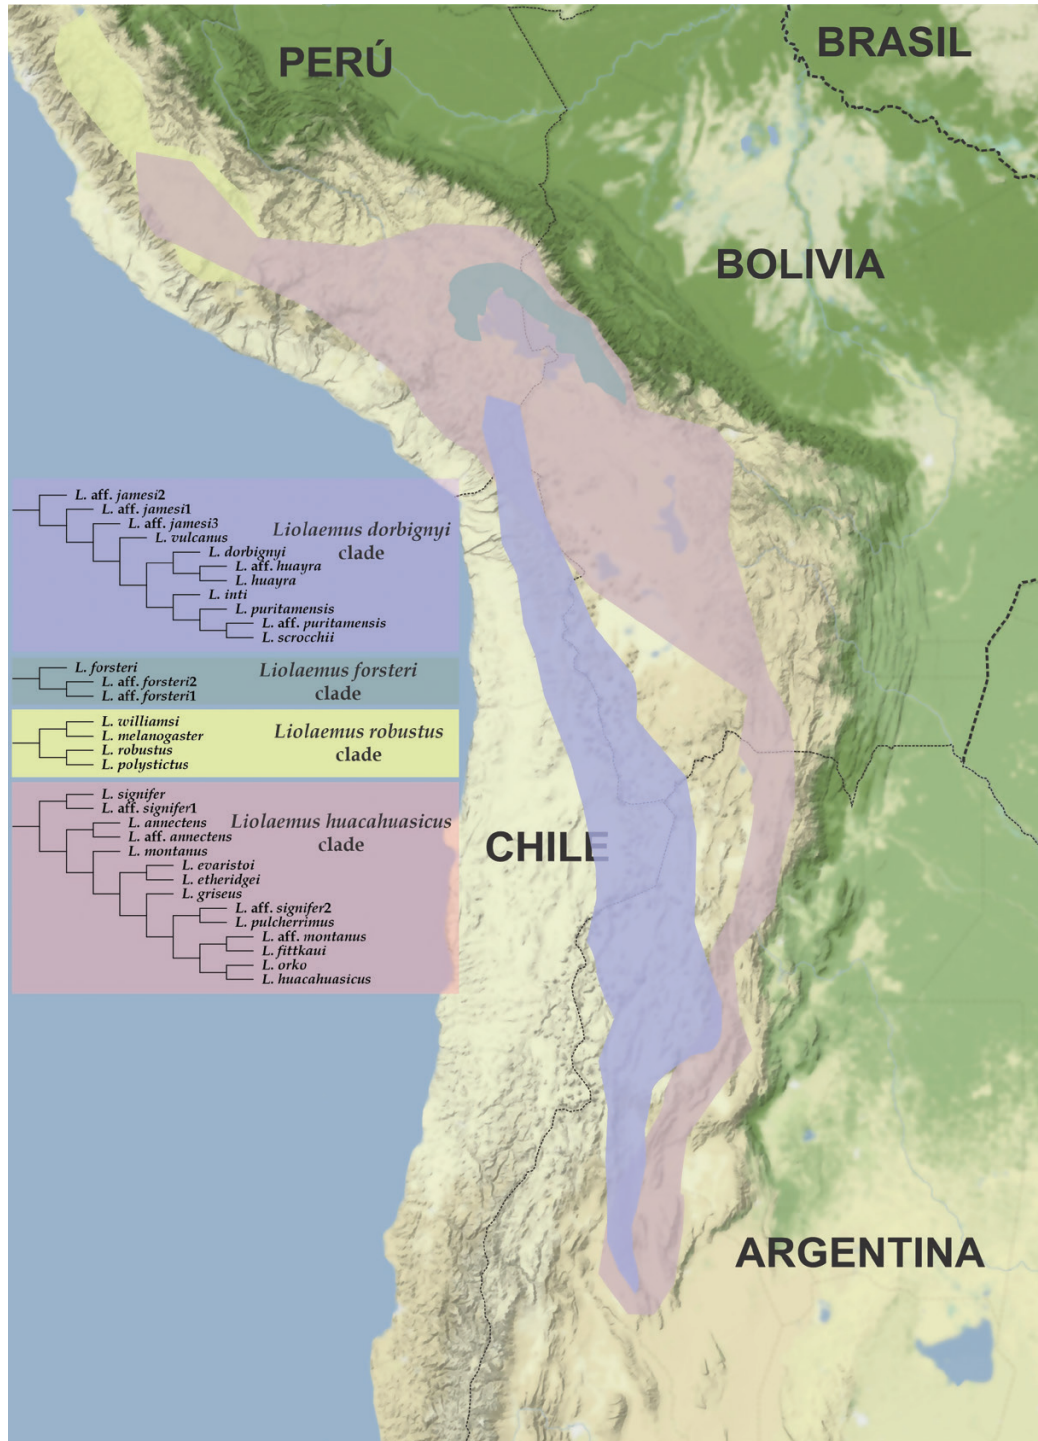 BRASIL
PERÚ
BOLIVIA
L. aff. jamesi2
L. aff. jamesi1
L. aff. jamesi3
L. vulcanus
L. dorbignyi
L. aff. huayra
L. huayra
L. inti
L. puritamensis
L. aff. puritamensis
L. scrocchii
Liolaemus dorbignyi
clade
L. forsteri
L. aff. forsteri2
L. aff. forsteri1
Liolaemus forsteri
clade
L. williamsi
L. melanogaster
L. robustus
L. polystictus
Liolaemus robustus
clade
L. signifer
L. aff. signifer1
L. annectens
L. aff. annectens
L. montanus
L. evaristoi
L. etheridgei
L. griseus
L. aff. signifer2
L. pulcherrimus
L. aff. montanus
L. fittkaui
L. orko
L. huacahuasicus
Liolaemus huacahuasicus
clade
CHILE
ARGENTINA